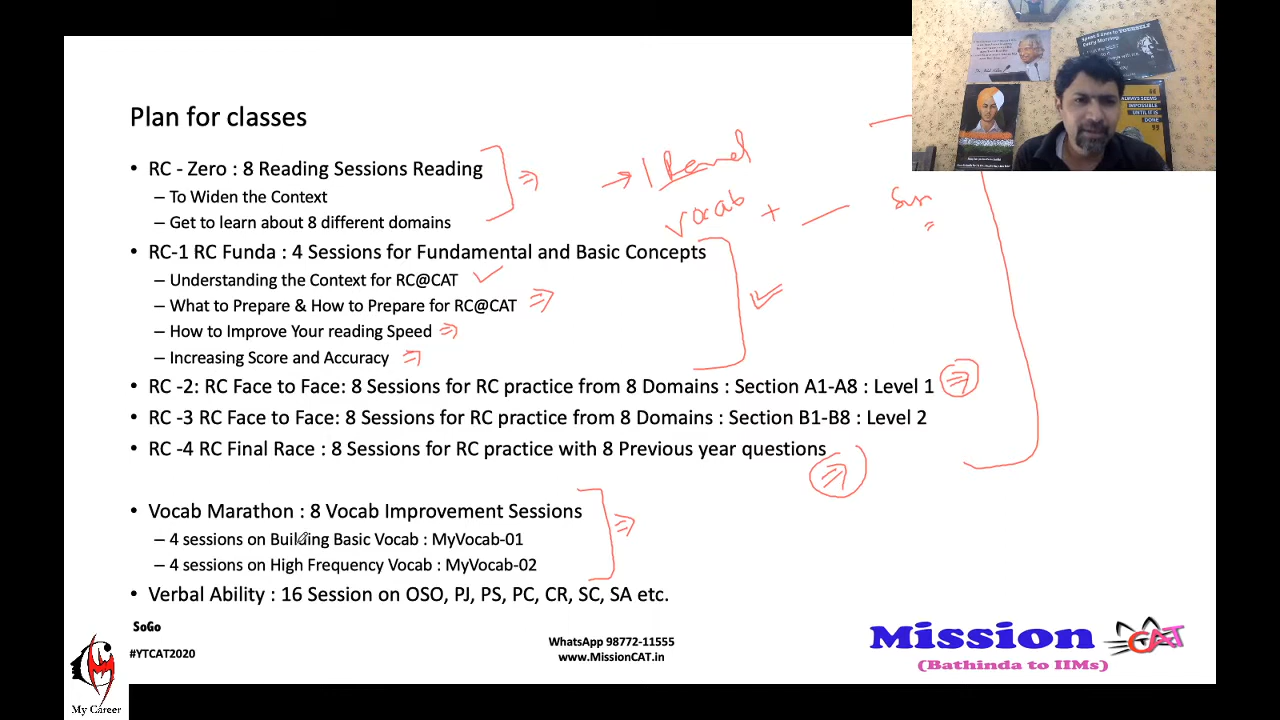 Plan for classes
• RC - Zero : 8 Reading Sessions Reading
– To Widen the Context
– Get to learn about 8 different domains
• RC-1 RC Funda : 4 Sessions for Fundamental and Basic Concepts
– Understanding the Context for RC@CAT
– What to Prepare & How to Prepare for RC@CAT
– How to Improve Your reading Speed
– Increasing Score and Accuracy
• RC -2: RC Face to Face: 8 Sessions for RC practice from 8 Domains : Section A1-A8 : Level 1
• RC -3 RC Face to Face: 8 Sessions for RC practice from 8 Domains : Section B1-B8 : Level 2
• RC -4 RC Final Race : 8 Sessions for RC practice with 8 Previous year questions
• Vocab Marathon : 8 Vocab Improvement Sessions
– 4 sessions on Building Basic Vocab : MyVocab-01
– 4 sessions on High Frequency Vocab : MyVocab-02
• Verbal Ability : 16 Session on OSO, PJ, PS, PC, CR, SC, SA etc.
vocab +
ALWAYS SEEMS
IMPOSSIBLE
UNTIL IT IS
DONE
SoGo
#YTCAT2020
WhatsApp 98772-11555
www.MissionCAT.in
Mission CAT
(Bathinda to IIMs)
My Career